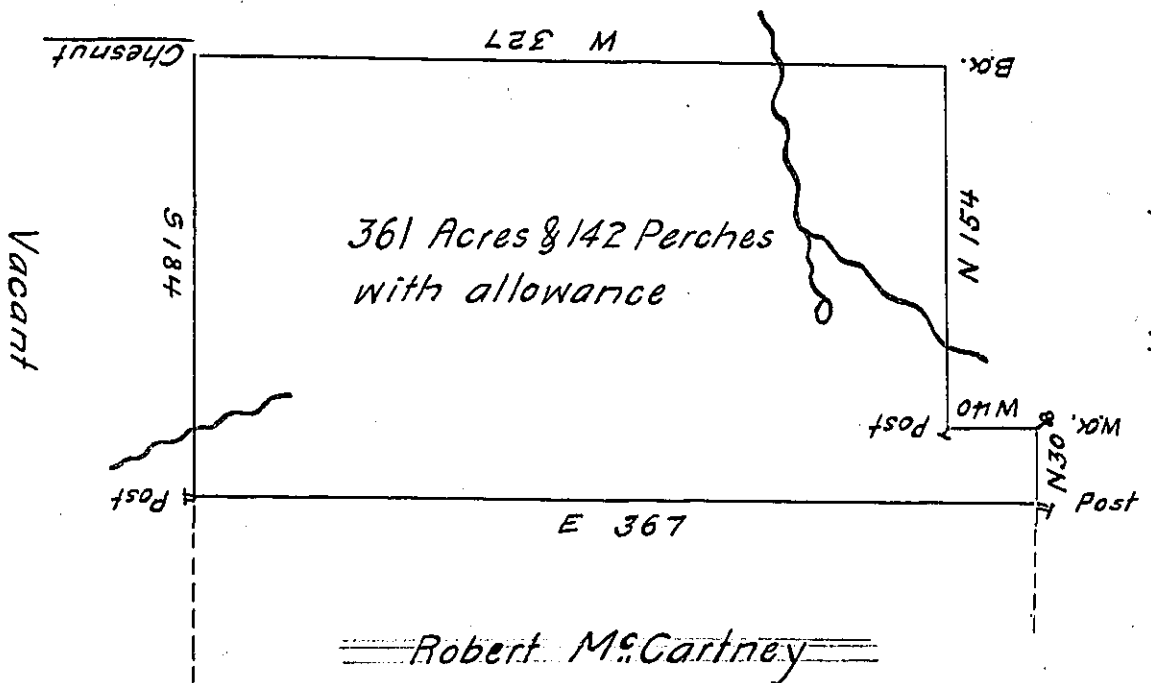 W 327
Chesnut
B.O.
S 184
N 154
361 Acres & 142 Perches
with allowance
Vacant
Post
W 40
W.O.
N 30
Post
Post
E 367
Robert McCartney